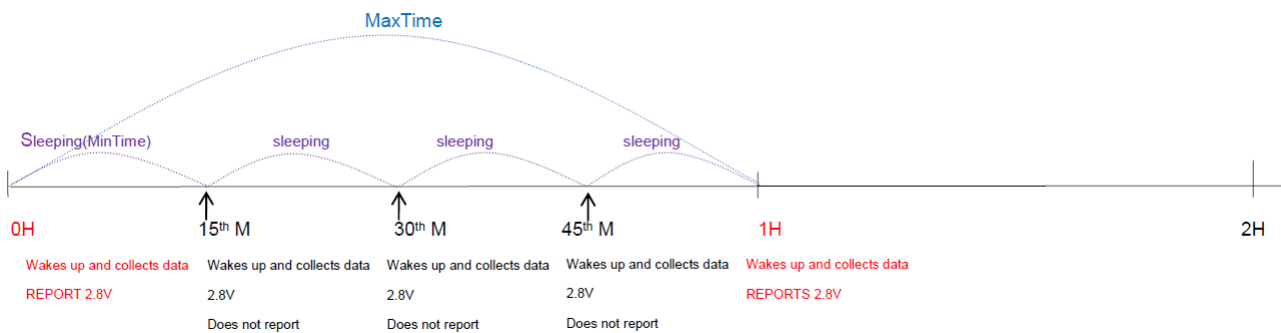 MaxTime
Sleeping(MinTime) sleeping sleeping sleeping
0H 15th M 30th M 45th M 1H 2H
Wakes up and collects data Wakes up and collects data Wakes up and collects data Wakes up and collects data Wakes up and collects data
REPORT 2.8V 2.8V 2.8V 2.8V REPORTS 2.8V
Does not report Does not report Does not report